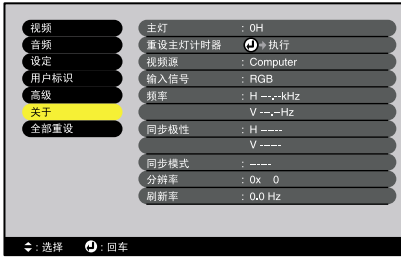 视频
音频
设定
用户标识
高级
关于
全部重设
主灯 : 0H
重设主灯计时器 执行
视频源 : Computer
输入信号 : RGB
频率 : H --.--kHz
V --.--Hz
同步极性 : H ----
V ----
同步模式 : ----
分辨率 : 0x 0
刷新率 : 0.0 Hz
: 选择 : 回车